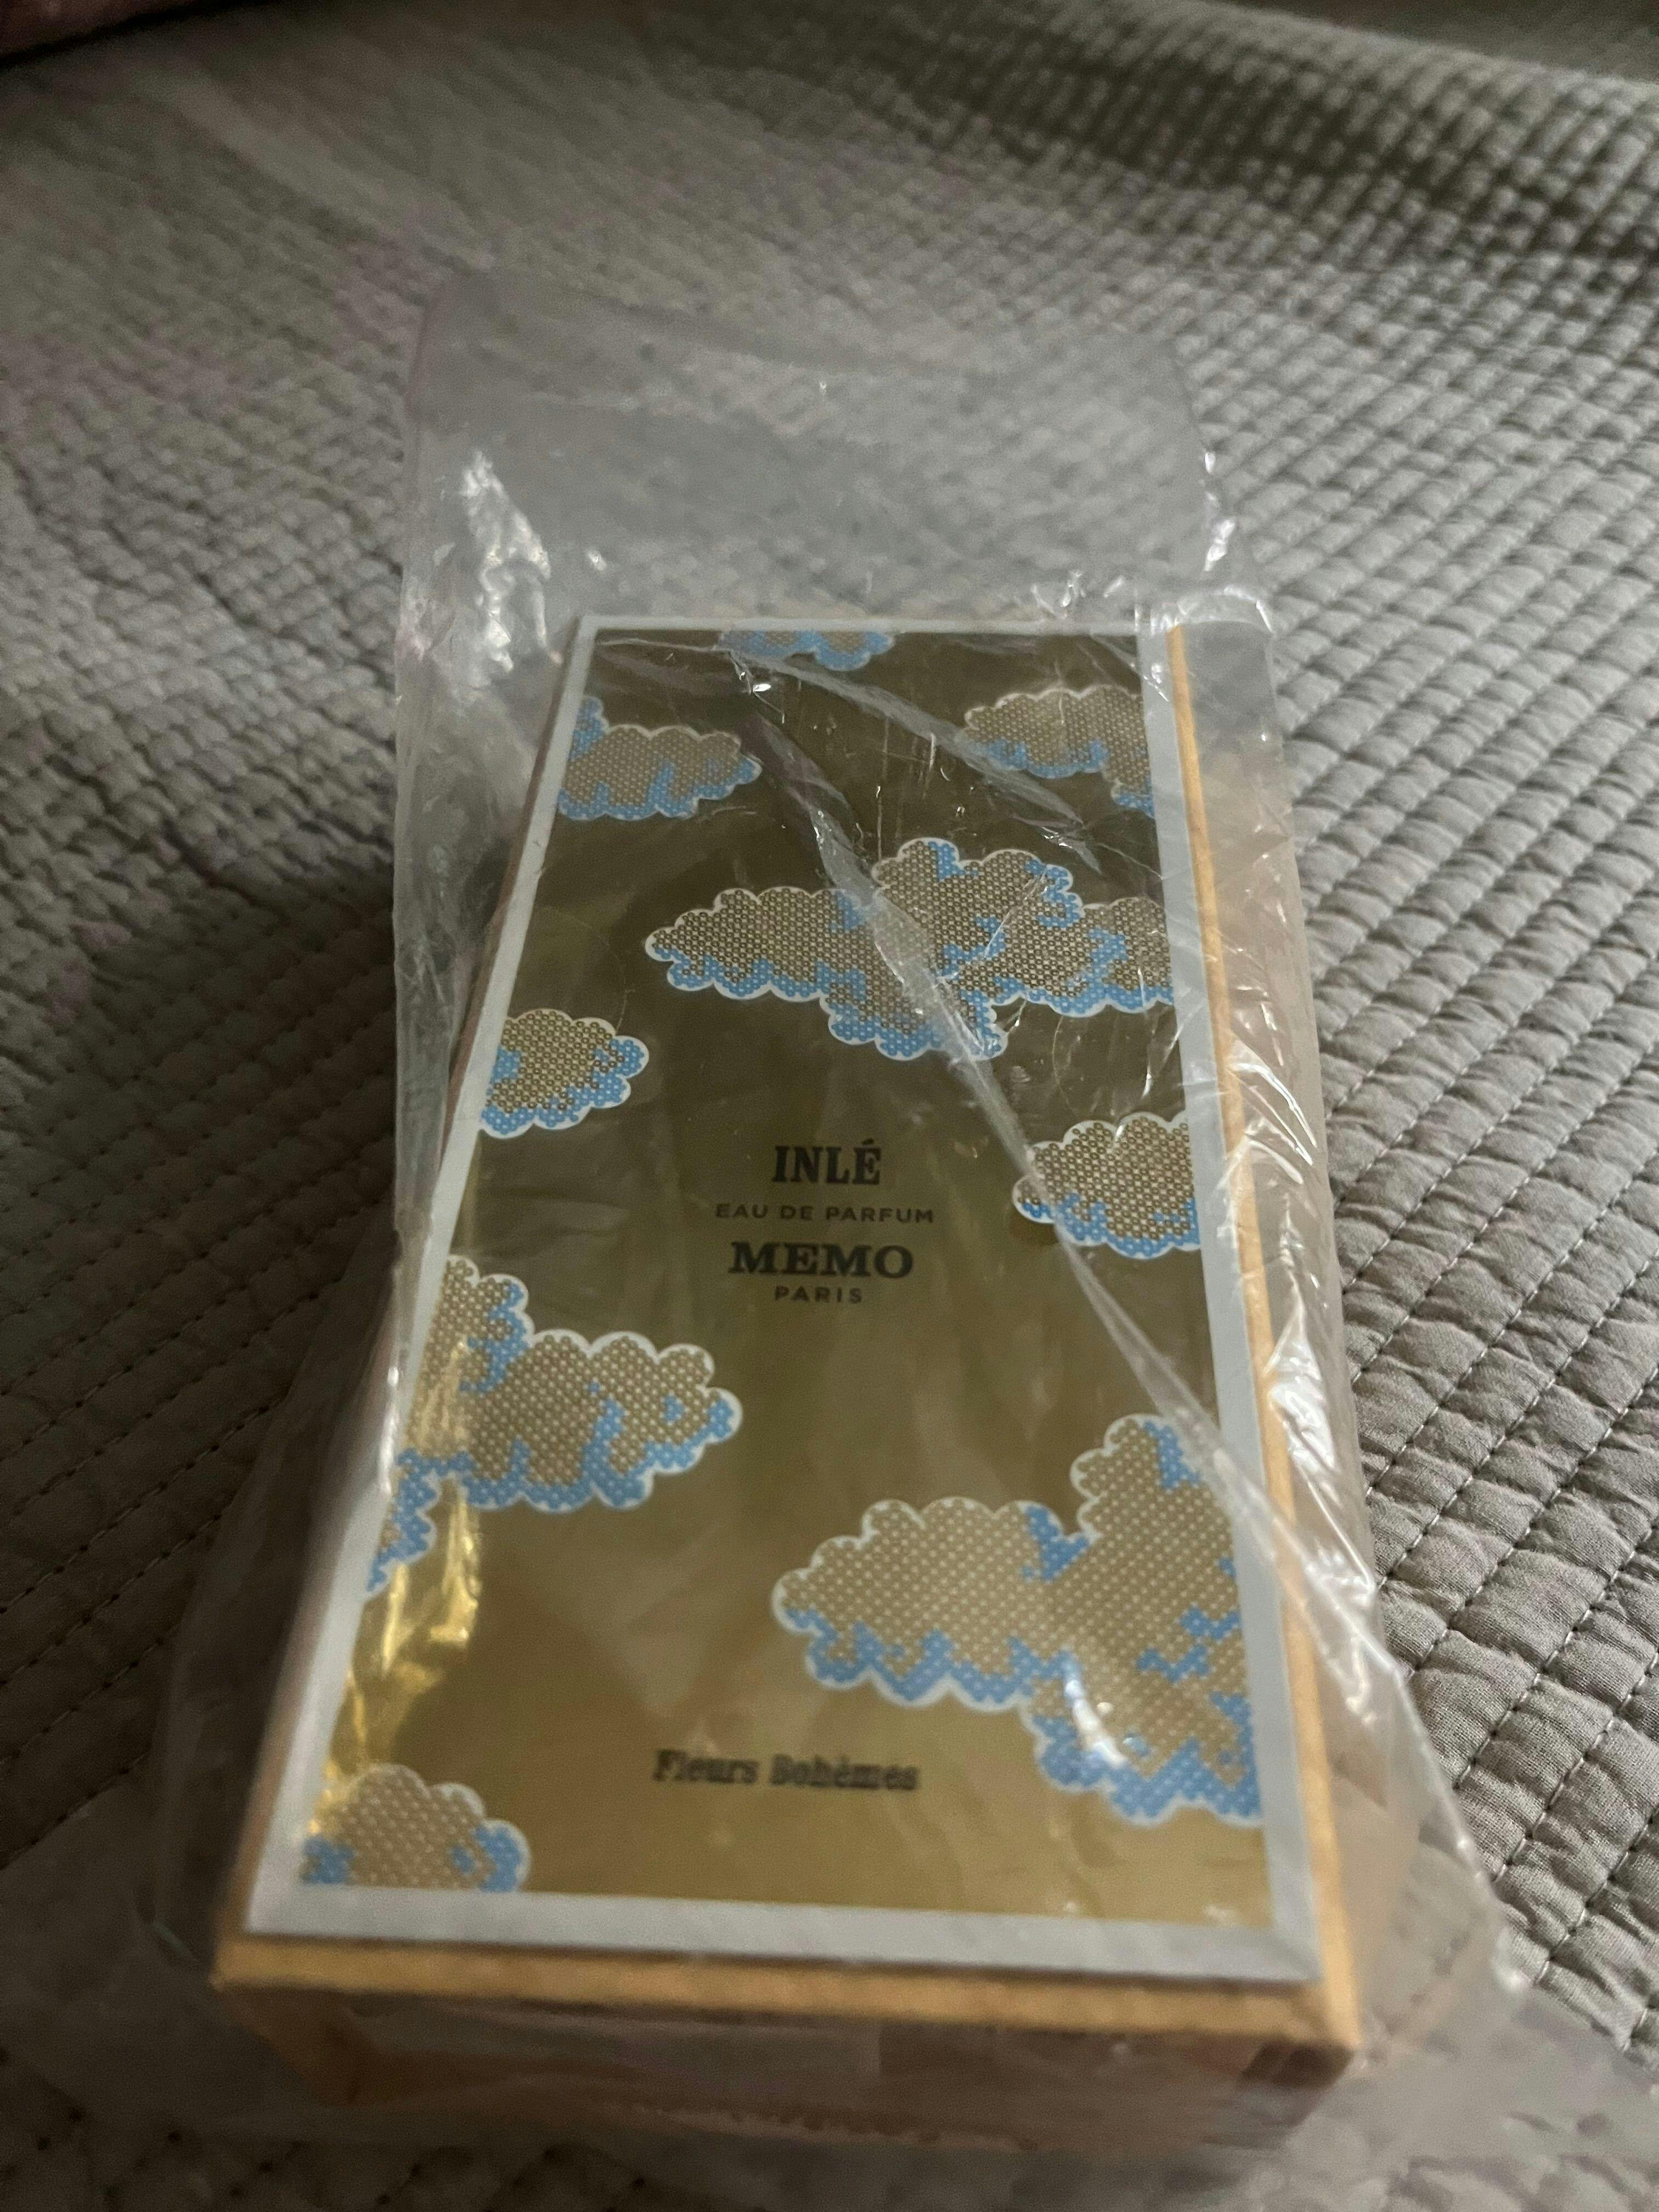 INLÉ
EAU DE PARFUM
MEMO
PARIS
Fleurs Bohèmes